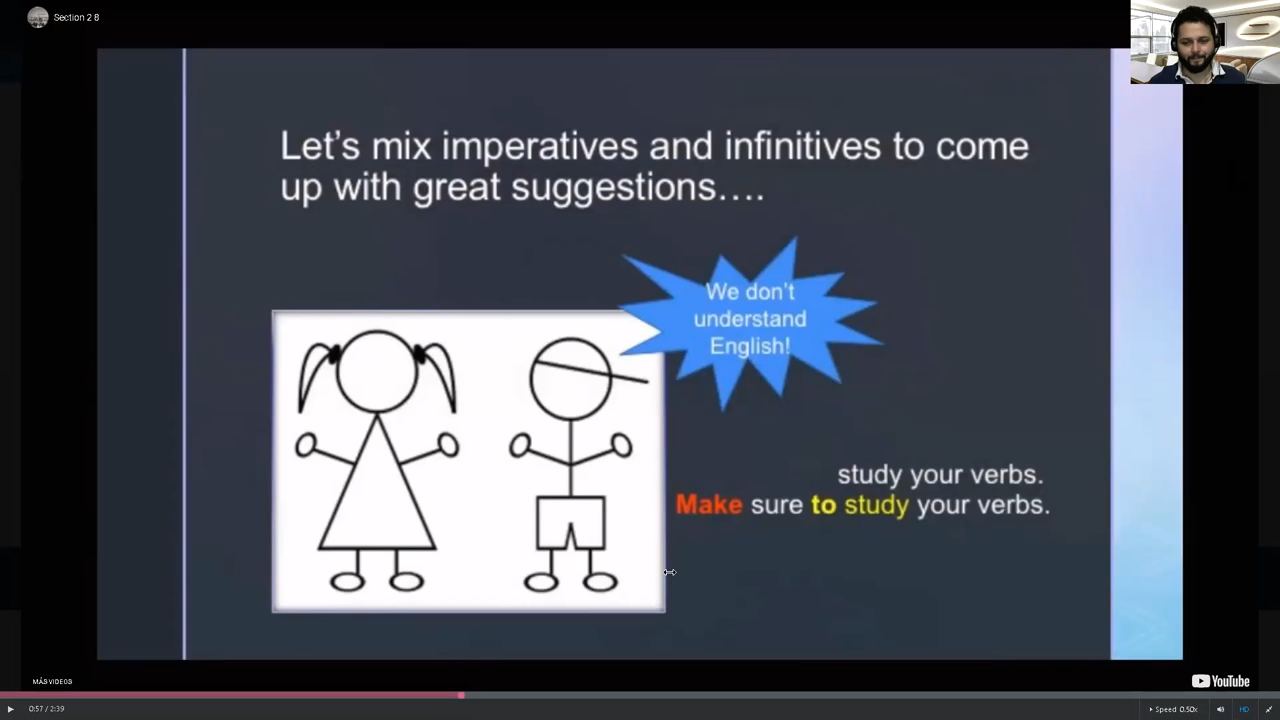 Section 2 8
Let's mix imperatives and infinitives to come
up with great suggestions….
We don't
understand
English!
study your verbs.
Make sure to study your verbs.
MÁS VIDEOS
YouTube
0:57 / 2:39
Speed 0.50x
HD